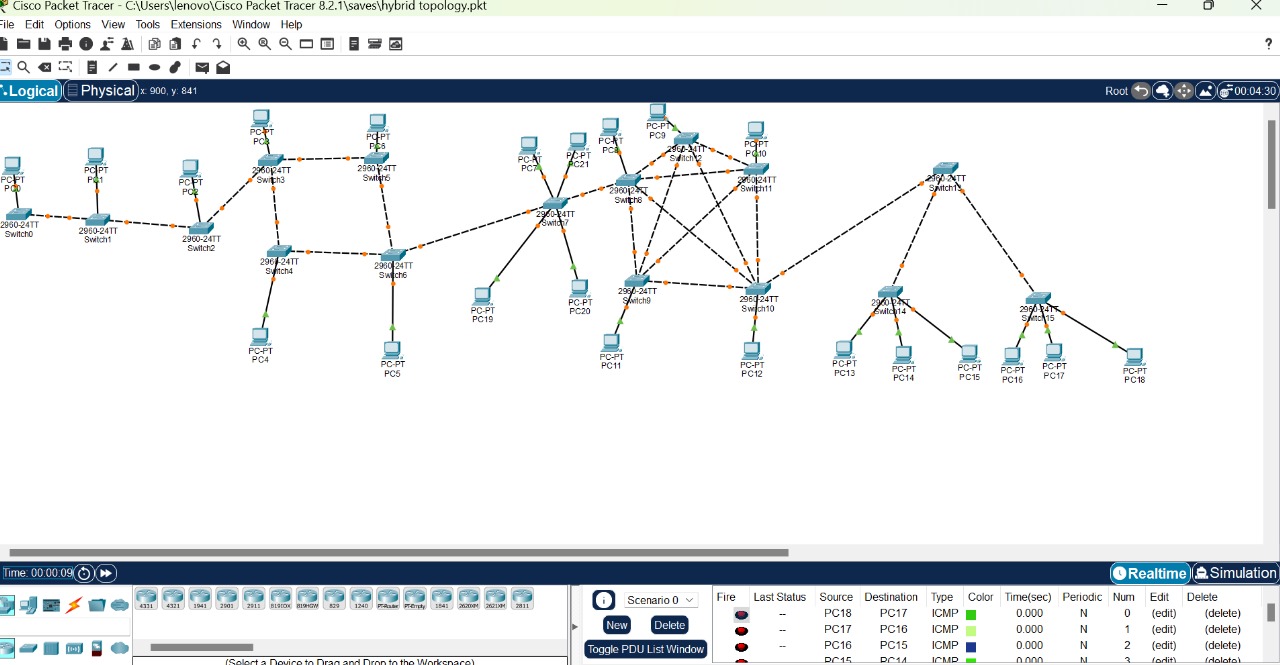 Cisco Packet Tracer - C:\Users\lenovo\Cisco Packet Tracer 8.2.1\saves\hybrid topology.pkt
File Edit Options View Tools Extensions Window Help
?
Logical Physical x: 900, y: 841
Root 00:04:30
PC-PT
PC0
2960-24TT
Switch0
PC-PT
PC1
2960-24TT
Switch1
PC-PT
PC2
2960-24TT
Switch2
PC-PT
2960-24TT
Switch3
PC-PT
PC6
2960-24TT
Switch5
2960-24TT
Switch4
2960-24TT
Switch6
PC-PT
PC4
PC-PT
PC5
PC-PT
PC7
PC-PT
PC21
2960-24TT
Switch7
PC-PT
PC19
PC-PT
PC20
PC-PT
PC8
2960-24TT
Switch8
PC-PT
PC9
2960-24TT
Switch12
PC-PT
PC10
2960-24TT
Switch11
2960-24TT
Switch9
2960-24TT
Switch10
PC-PT
PC11
PC-PT
PC12
2960-24TT
Switch13
2960-24TT
Switch14
2960-24TT
Switch15
PC-PT
PC13
PC-PT
PC14
PC-PT
PC15
PC-PT
PC16
PC-PT
PC17
PC-PT
PC18
Time: 00:00:09
Realtime Simulation
4331 4321 1941 2901 2911 819IOX 819HGW 829 1240 PT-Router PT-Empty 1841 2620XM 2621XM 2811
(Select a Device to Drag and Drop to the Workspace)
Scenario 0
New Delete
Toggle PDU List Window
Fire Last Status Source Destination Type Color Time(sec) Periodic Num Edit Delete
-- PC18 PC17 ICMP 0.000 N 0 (edit) (delete)
-- PC17 PC16 ICMP 0.000 N 1 (edit) (delete)
-- PC16 PC15 ICMP 0.000 N 2 (edit) (delete)
-- PC15 PC14 ICMP 0.000 N 3 (edit) (delete)